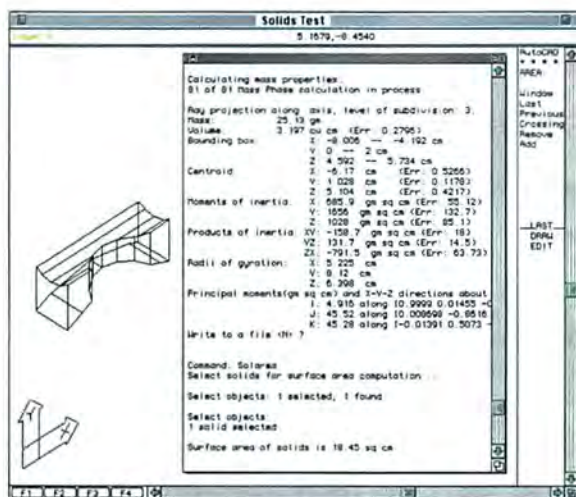 Solids Test
5.1679,-0.4540
AutoCAD
* * * *
AREA:
Window
Last
Previous
Crossing
Remove
Add
__LAST__
DRAW
EDIT
Calculating mass properties.
01 of 01 Mass Phase calculation in process
Ray projection along axis, level of subdivision: 3.
Mass: 25.13 gm
Volume: 3.197 cu cm (Err: 0.2795)
Bounding box: X: -8.006 -- -4.192 cm
Y: 0 -- 2 cm
Z: 4.592 -- 5.734 cm
Centroid: X: -6.17 cm (Err: 0.5266)
Y: 1.028 cm (Err: 0.1178)
Z: 5.104 cm (Err: 0.4217)
Moments of inertia: X: 685.9 gm sq cm (Err: 55.12)
Y: 1656 gm sq cm (Err: 132.7)
Z: 1028 gm sq cm (Err: 85.1)
Products of inertia: XY: -158.7 gm sq cm (Err: 18)
YZ: 131.7 gm sq cm (Err: 14.5)
ZX: -791.5 gm sq cm (Err: 63.73)
Radii of gyration: X: 5.225 cm
Y: 8.12 cm
Z: 6.398 cm
Principal moments(gm sq cm) and X-Y-Z directions about
I: 4.916 along [0.9999 0.01455 -0
J: 45.52 along [0.008698 -0.8616
K: 45.28 along [-0.01391 0.5073 -
Write to a file <N> ?
Command: Solarea
Select solids for surface area computation...
Select objects: 1 selected, 1 found
Select objects:
1 solid selected
Surface area of solids is 18.45 sq cm
Y
X
F1 F2 F3 F4